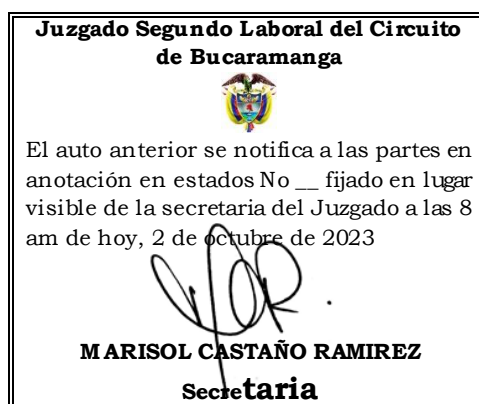 Juzgado Segundo Laboral del Circuito
de Bucaramanga
El auto anterior se notifica a las partes en
anotación en estados No __ fijado en lugar
visible de la secretaria del Juzgado a las 8
am de hoy, 2 de octubre de 2023
MARISOL CASTAÑO RAMIREZ
Secretaria